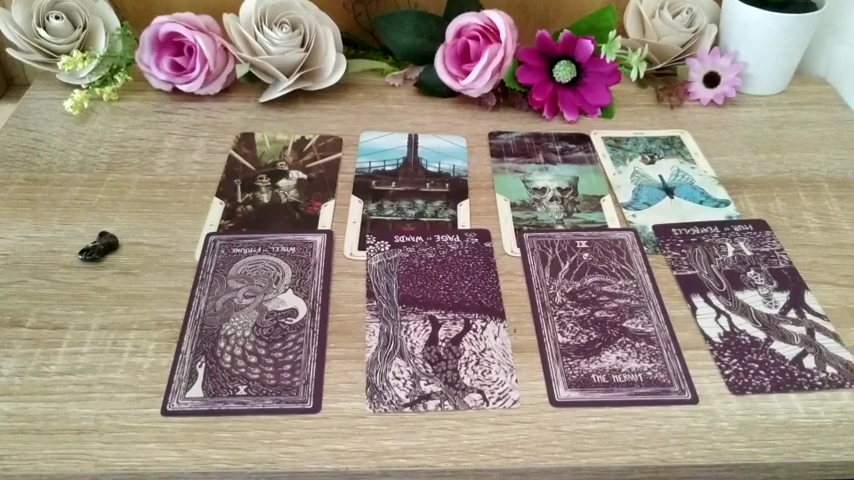 WHEEL OF FORTUNE
X
PAGE OF WANDS
IX
THE HERMIT
FOUR OF PENTACLES